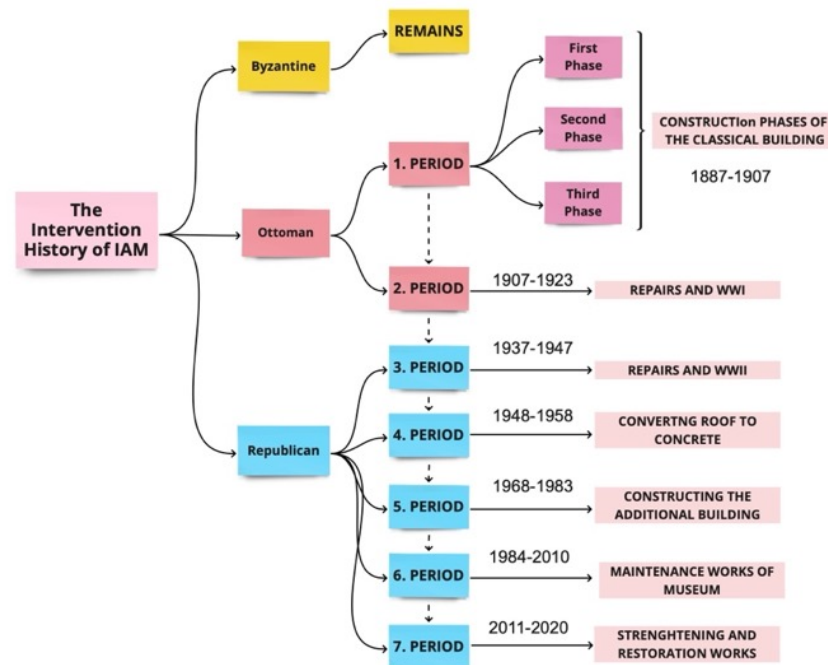 The
Intervention
History of IAM
Byzantine
REMAINS
Ottoman
1. PERIOD
First
Phase
Second
Phase
Third
Phase
CONSTRUCTIon PHASES OF
THE CLASSICAL BUILDING
1887-1907
2. PERIOD
1907-1923
REPAIRS AND WWI
Republican
3. PERIOD
1937-1947
REPAIRS AND WWII
4. PERIOD
1948-1958
CONVERTNG ROOF TO
CONCRETE
5. PERIOD
1968-1983
CONSTRUCTING THE
ADDITIONAL BUILDING
6. PERIOD
1984-2010
MAINTENANCE WORKS OF
MUSEUM
7. PERIOD
2011-2020
STRENGHTENING AND
RESTORATION WORKS